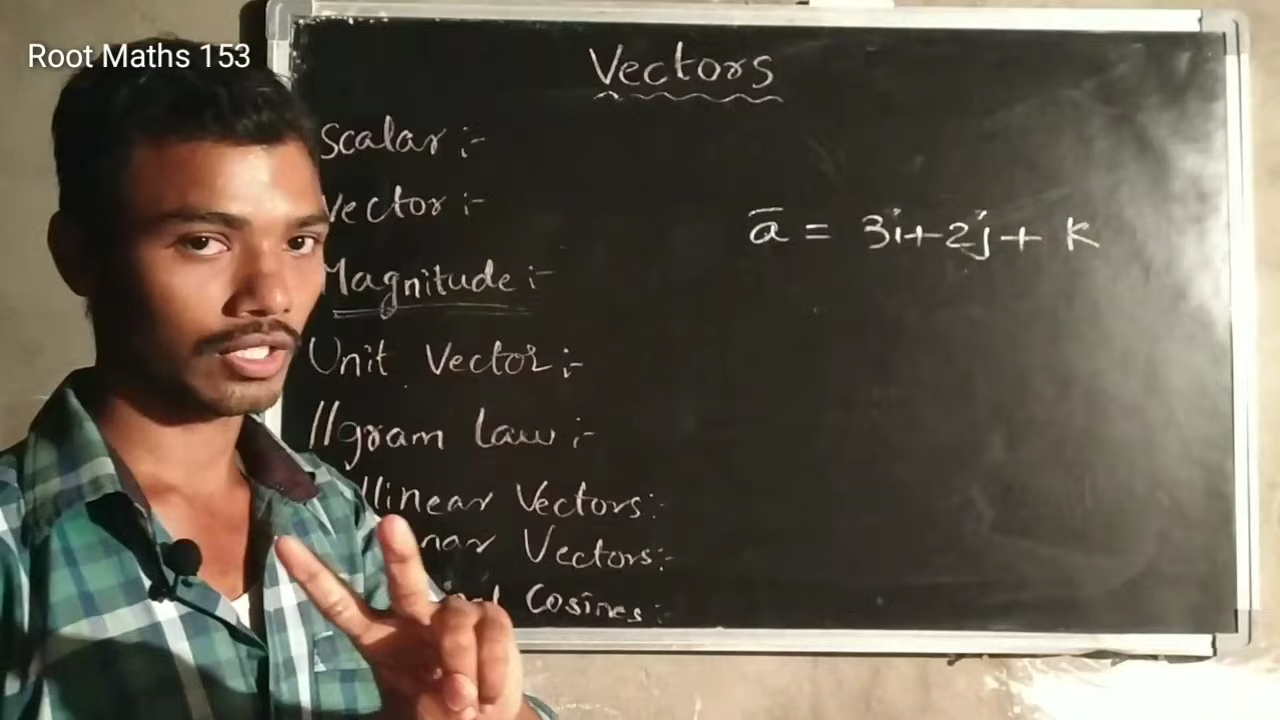 Root Maths 153
Vectors
Scalar :-
Vector :-
ā = 3i+2j+ k
Magnitude :-
Unit Vector :-
//gram Law :-
llinear Vectors:-
nar Vectors:-
Cosines:-